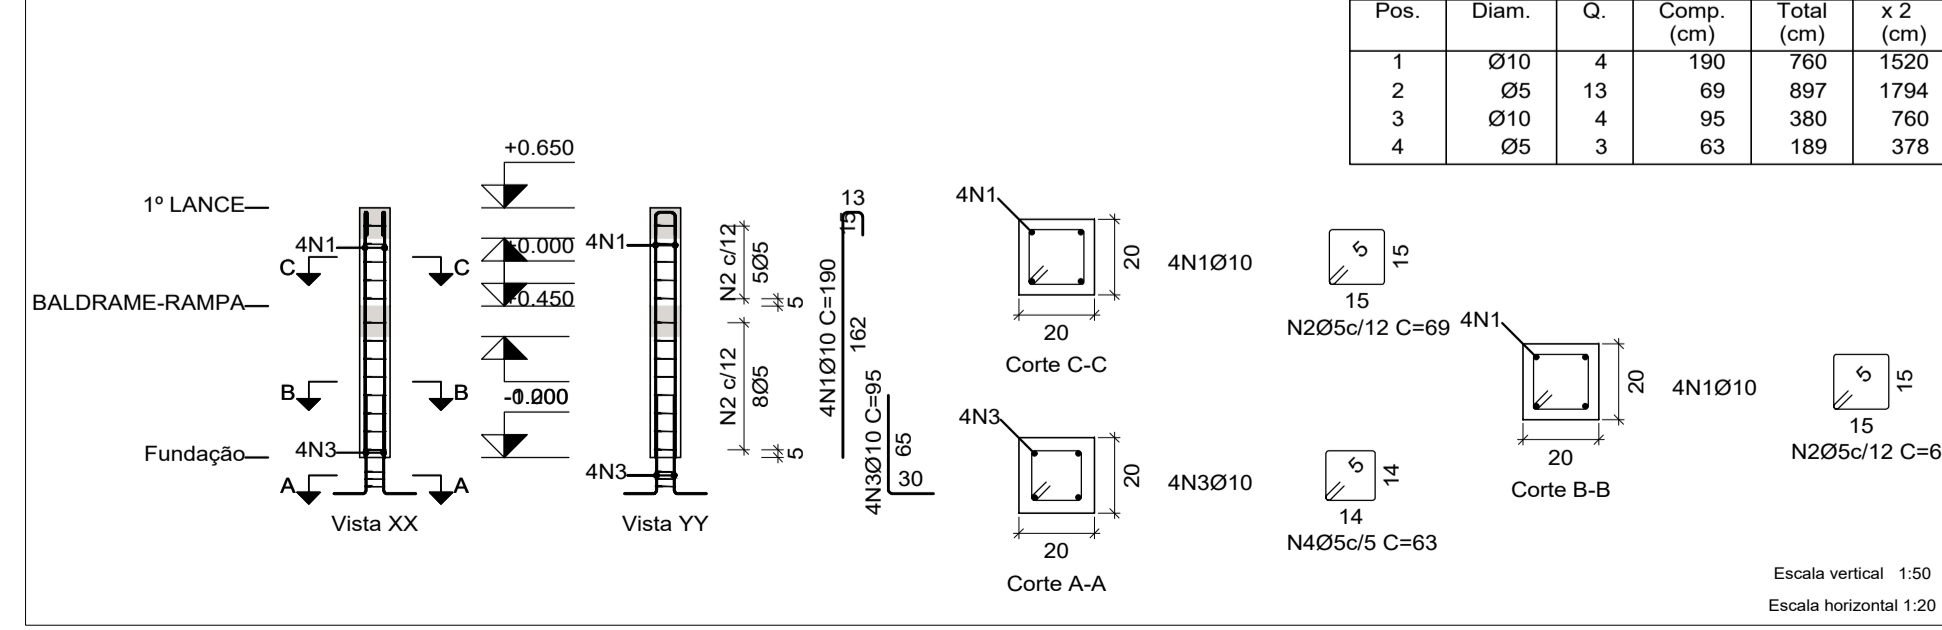 Pos. Diam. Q. Comp. (cm) Total (cm) x 2 (cm)
1 Ø10 4 190 760 1520
2 Ø5 13 69 897 1794
3 Ø10 4 95 380 760
4 Ø5 3 63 189 378
1º LANCE
BALDRAME-RAMPA
Fundação
4N1
C C
B B
4N3
A A
Vista XX
+0.650
+0.000
+0.450
4N1
4N3
Vista YY
N2 c/12
5Ø5
5
N2 c/12
8Ø5
5
13
15
4N1Ø10 C=190
162
4N3Ø10 C=95
65
30
4N1
20
20
Corte C-C
4N1Ø10
5
15
15
N2Ø5c/12 C=69
4N1
20
20
Corte B-B
4N1Ø10
5
15
15
N2Ø5c/12 C=6
4N3
20
20
Corte A-A
4N3Ø10
5
14
14
N4Ø5c/5 C=63
Escala vertical 1:50
Escala horizontal 1:20